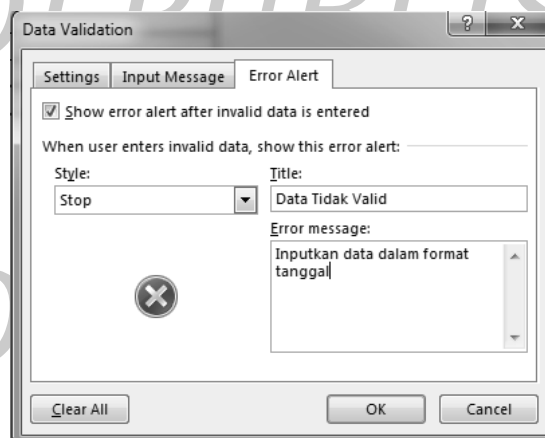 Data Validation
Settings
Input Message
Error Alert
Show error alert after invalid data is entered
When user enters invalid data, show this error alert:
Style:
Stop
Title:
Data Tidak Valid
Error message:
Inputkan data dalam format
tanggal
Clear All
OK
Cancel